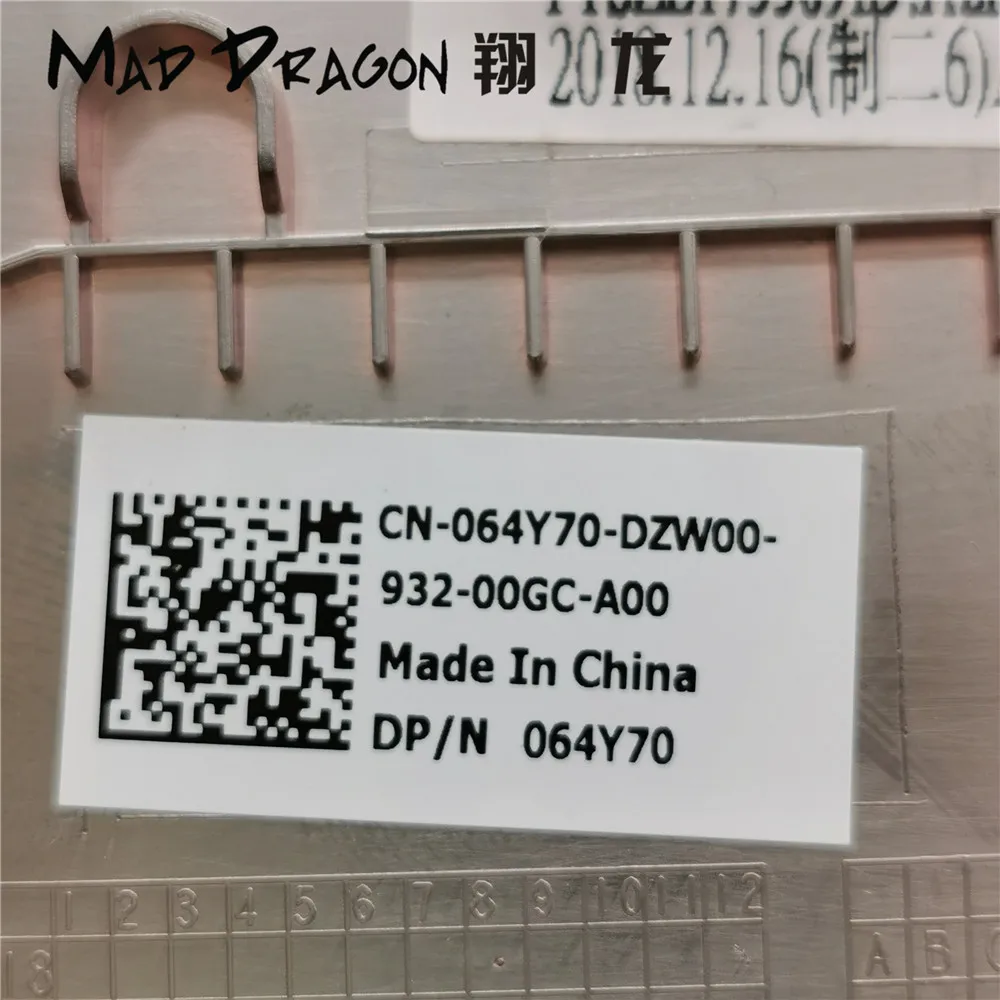 MAD DRAGON 翔 龙
2018.12.16(制二6)
CN-064Y70-DZW00-
932-00GC-A00
Made In China
DP/N 064Y70
1 2 3 4 5 6 7 8 9 10 11 12
18
A B C